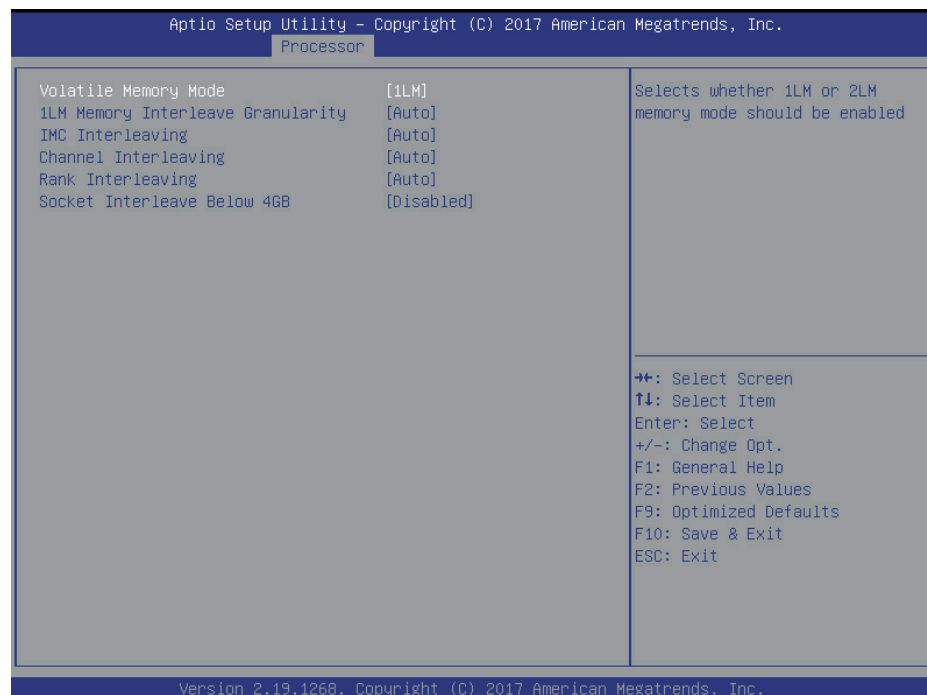 Aptio Setup Utility – Copyright (C) 2017 American Megatrends, Inc.
Processor
Volatile Memory Mode [1LM]
1LM Memory Interleave Granularity [Auto]
IMC Interleaving [Auto]
Channel Interleaving [Auto]
Rank Interleaving [Auto]
Socket Interleave Below 4GB [Disabled]
Selects whether 1LM or 2LM
memory mode should be enabled
→←: Select Screen
↑↓: Select Item
Enter: Select
+/-: Change Opt.
F1: General Help
F2: Previous Values
F9: Optimized Defaults
F10: Save & Exit
ESC: Exit
Version 2.19.1268. Copyright (C) 2017 American Megatrends, Inc.